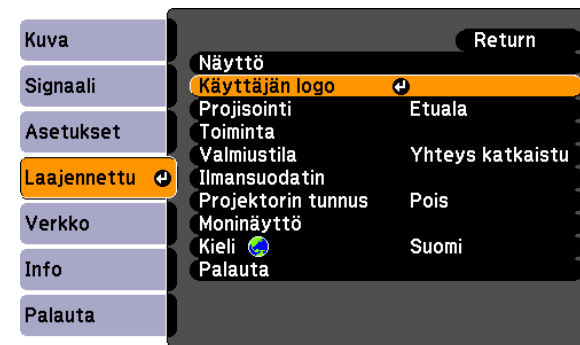 Kuva
Signaali
Asetukset
Laajennettu
Verkko
Info
Palauta
Return
Näyttö
Käyttäjän logo
Projisointi Etuala
Toiminta
Valmiustila Yhteys katkaistu
Ilmansuodatin
Projektorin tunnus Pois
Moninäyttö
Kieli Suomi
Palauta